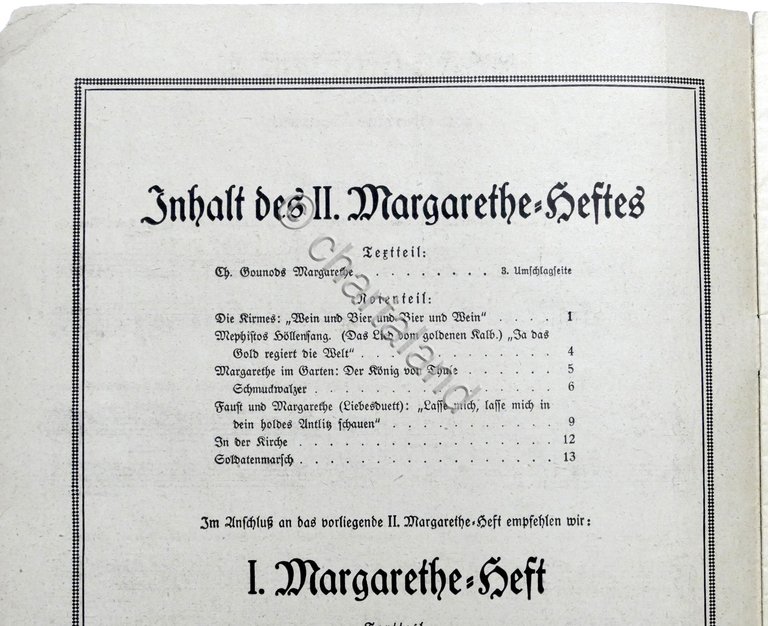 Inhalt des II. Margarethe=Heftes
Textteil:
Ch. Gounods Margarethe . . . . . . . . . . 3. Umschlagseite
Notenteil:
Die Kirmes: „Wein und Bier und Bier und Wein“ . . . . 1
Mephistos Höllensang. (Das Lied vom goldenen Kalb.) „Ja das
Gold regiert die Welt“ . . . . . . . . . . . . . . 4
Margarethe im Garten: Der König von Thule . . . . . . 5
Schmuckwalzer . . . . . . . . . . . . . . . . . 6
Faust und Margarethe (Liebesduett): „Lasse mich, lasse mich in
dein holdes Antlitz schauen“ . . . . . . . . . . . . 9
In der Kirche . . . . . . . . . . . . . . . . . . 12
Soldatenmarsch . . . . . . . . . . . . . . . . . 13
Im Anschluß an das vorliegende II. Margarethe=Heft empfehlen wir:
I. Margarethe=Heft
Textteil
© chartaland